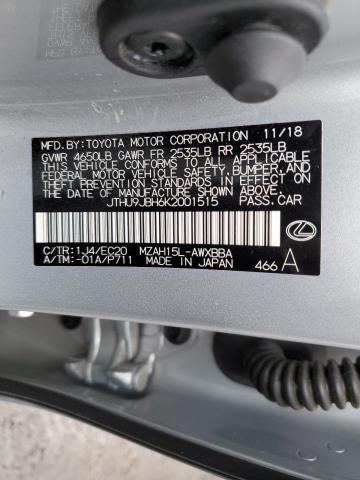 MFD.BY:TOYOTA MOTOR CORPORATION 11/18
GVWR 4650LB GAWR FR 2535LB RR 2535LB
THIS VEHICLE CONFORMS TO ALL APPLICABLE
FEDERAL MOTOR VEHICLE SAFETY, BUMPER, AND
THEFT PREVENTION STANDARDS IN EFFECT ON
THE DATE OF MANUFACTURE SHOWN ABOVE.
JTHU9JBH6K2001515 PASS.CAR
C/TR:1J4/EC20 MZAH15L-AWXBBA
A/TM:-01A/P711 MADE IN JAPAN 466 A